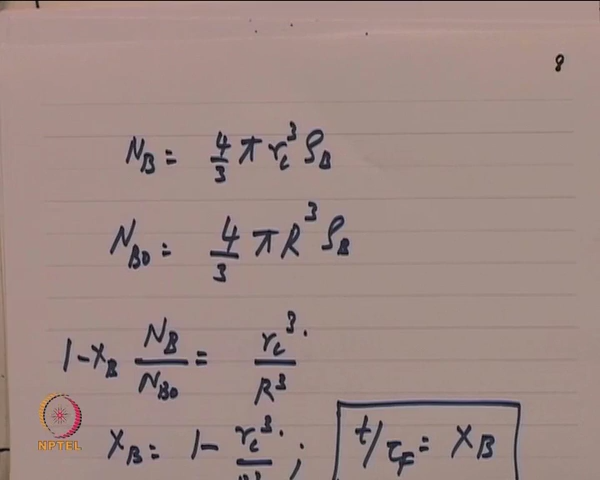 8
N_B = 4/3 π r_c^3 ρ_B
N_B0 = 4/3 π R^3 ρ_B
1-X_B N_B/N_B0 = r_c^3/R^3
X_B = 1 - r_c^3/R^3 ; t/τ_F = X_B
NPTEL